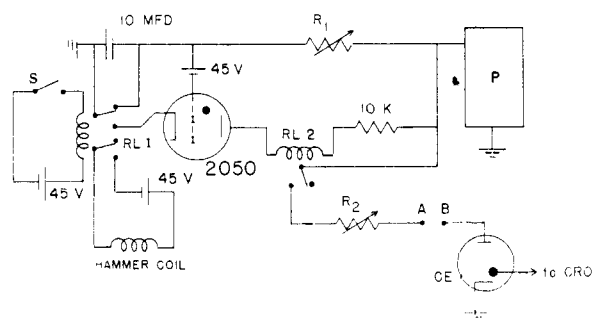 10 MFD
R1
S
45 V
P
10 K
RL 1
RL 2
2050
45 V
45 V
R2
A B
HAMMER COIL
CE
to CRO